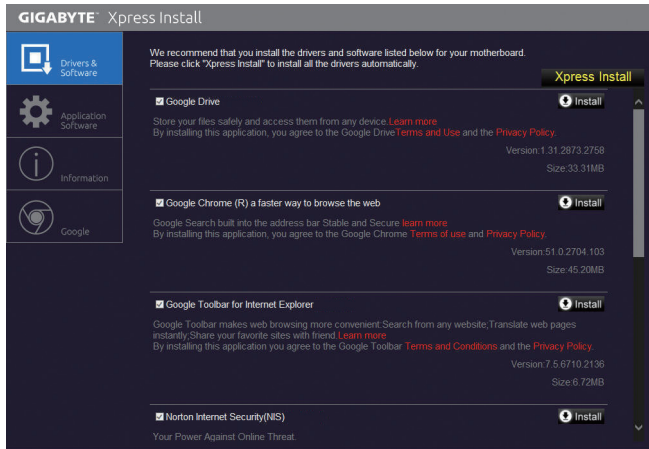 GIGABYTE™ Xpress Install
Drivers &
Software
Application
Software
Information
Google
We recommend that you install the drivers and software listed below for your motherboard.
Please click "Xpress Install" to install all the drivers automatically.
Xpress Install
Google Drive
Install
Store your files safely and access them from any device.Learn more
By installing this application, you agree to the Google DriveTerms and Use and the Privacy Policy.
Version:1.31.2873.2758
Size:33.31MB
Google Chrome (R) a faster way to browse the web
Install
Google Search built into the address bar Stable and Secure learn more
By installing this application, you agree to the Google Chrome Terms of use and Privacy Policy.
Version:51.0.2704.103
Size:45.20MB
Google Toolbar for Internet Explorer
Install
Google Toolbar makes web browsing more convenient:Search from any website;Translate web pages
instantly;Share your favorite sites with friend.Learn more
By installing this application you agree to the Google Toolbar Terms and Conditions and the Privacy Policy.
Version:7.5.6710.2136
Size:6.72MB
Norton Internet Security(NIS)
Install
Your Power Against Online Threat.